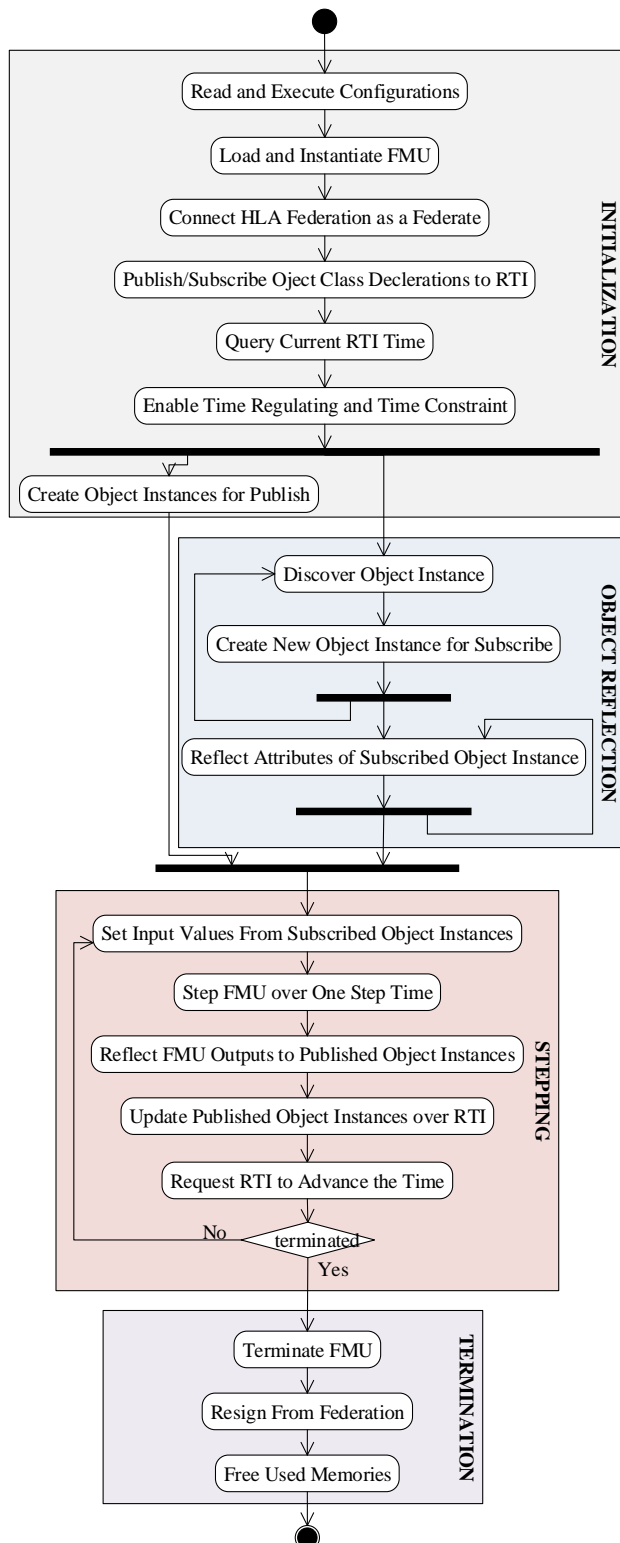 Read and Execute Configurations
Load and Instantiate FMU
Connect HLA Federation as a Federate
Publish/Subscribe Oject Class Declerations to RTI
Query Current RTI Time
Enable Time Regulating and Time Constraint
INITIALIZATION
Create Object Instances for Publish
Discover Object Instance
Create New Object Instance for Subscribe
Reflect Attributes of Subscribed Object Instance
OBJECT REFLECTION
Set Input Values From Subscribed Object Instances
Step FMU over One Step Time
Reflect FMU Outputs to Published Object Instances
Update Published Object Instances over RTI
Request RTI to Advance the Time
STEPPING
No
terminated
Yes
Terminate FMU
Resign From Federation
Free Used Memories
TERMINATION